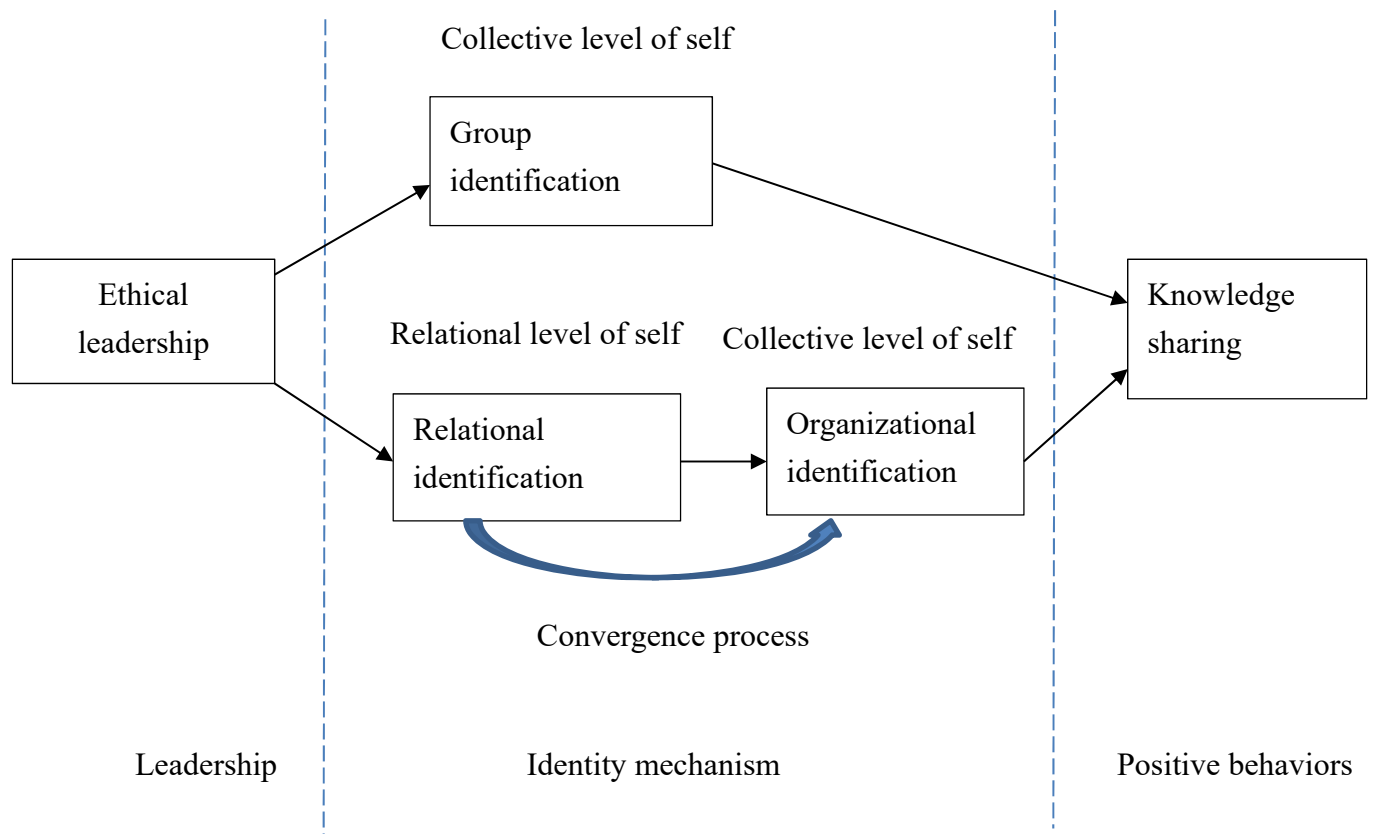 Collective level of self
Group
identification
Ethical
leadership
Knowledge
sharing
Relational level of self
Collective level of self
Relational
identification
Organizational
identification
Convergence process
Leadership
Identity mechanism
Positive behaviors